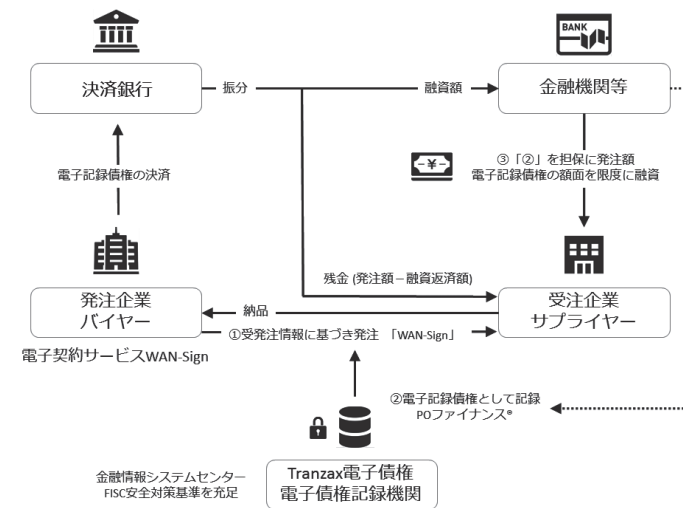 BANK
決済銀行
振分
融資額
金融機関等
電子記録債権の決済
③「②」を担保に発注額
電子記録債権の額面を限度に融資
残金 (発注額－融資返済額)
発注企業
バイヤー
納品
①受発注情報に基づき発注 「WAN-Sign」
受注企業
サプライヤー
電子契約サービスWAN-Sign
②電子記録債権として記録
POファイナンス®
金融情報システムセンター
FISC安全対策基準を充足
Tranzax電子債権
電子債権記録機関